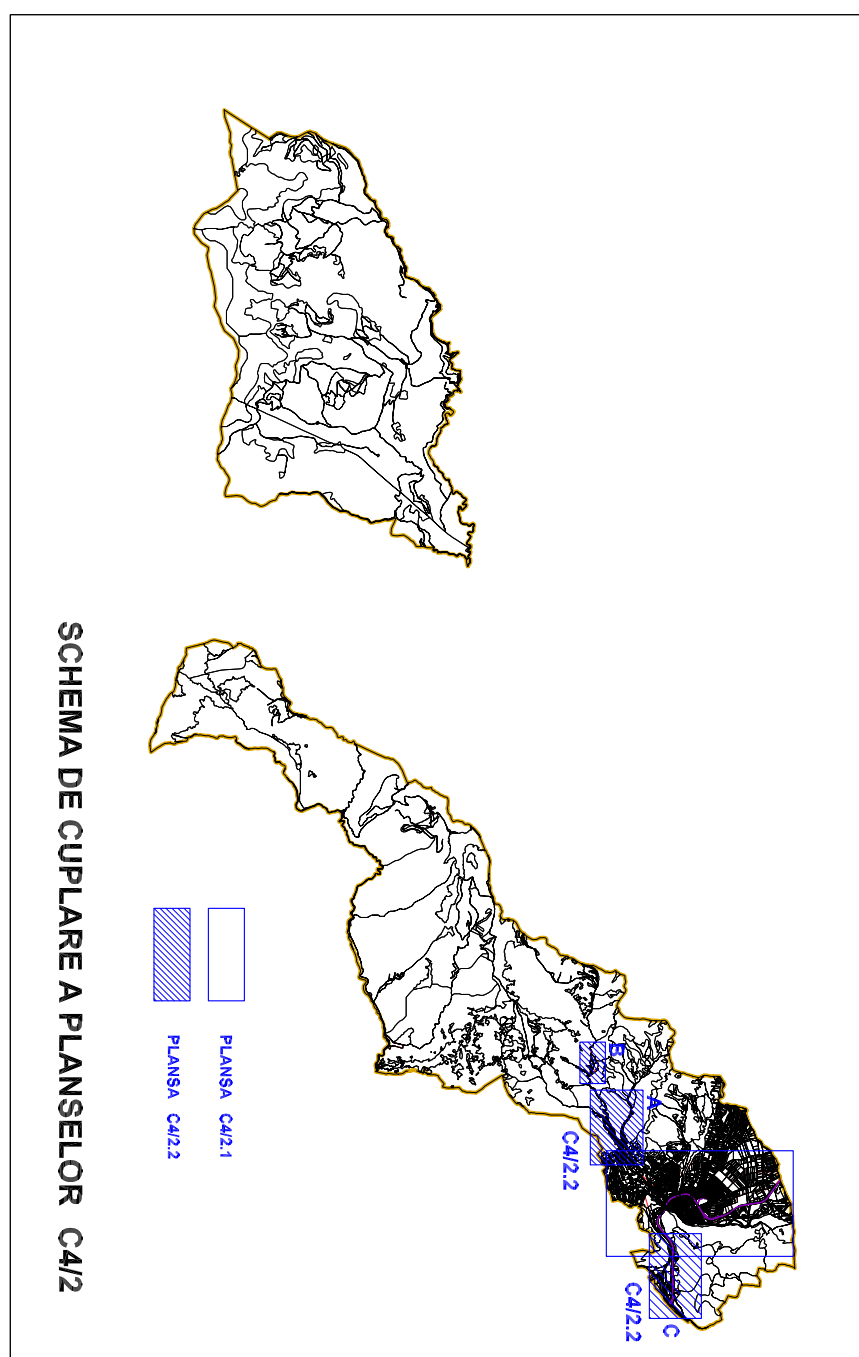 B
A
C4/2.2
C
C4/2.2
PLANSA C4/2.1
PLANSA C4/2.2
SCHEMA DE CUPLARE A PLANSELOR C4/2